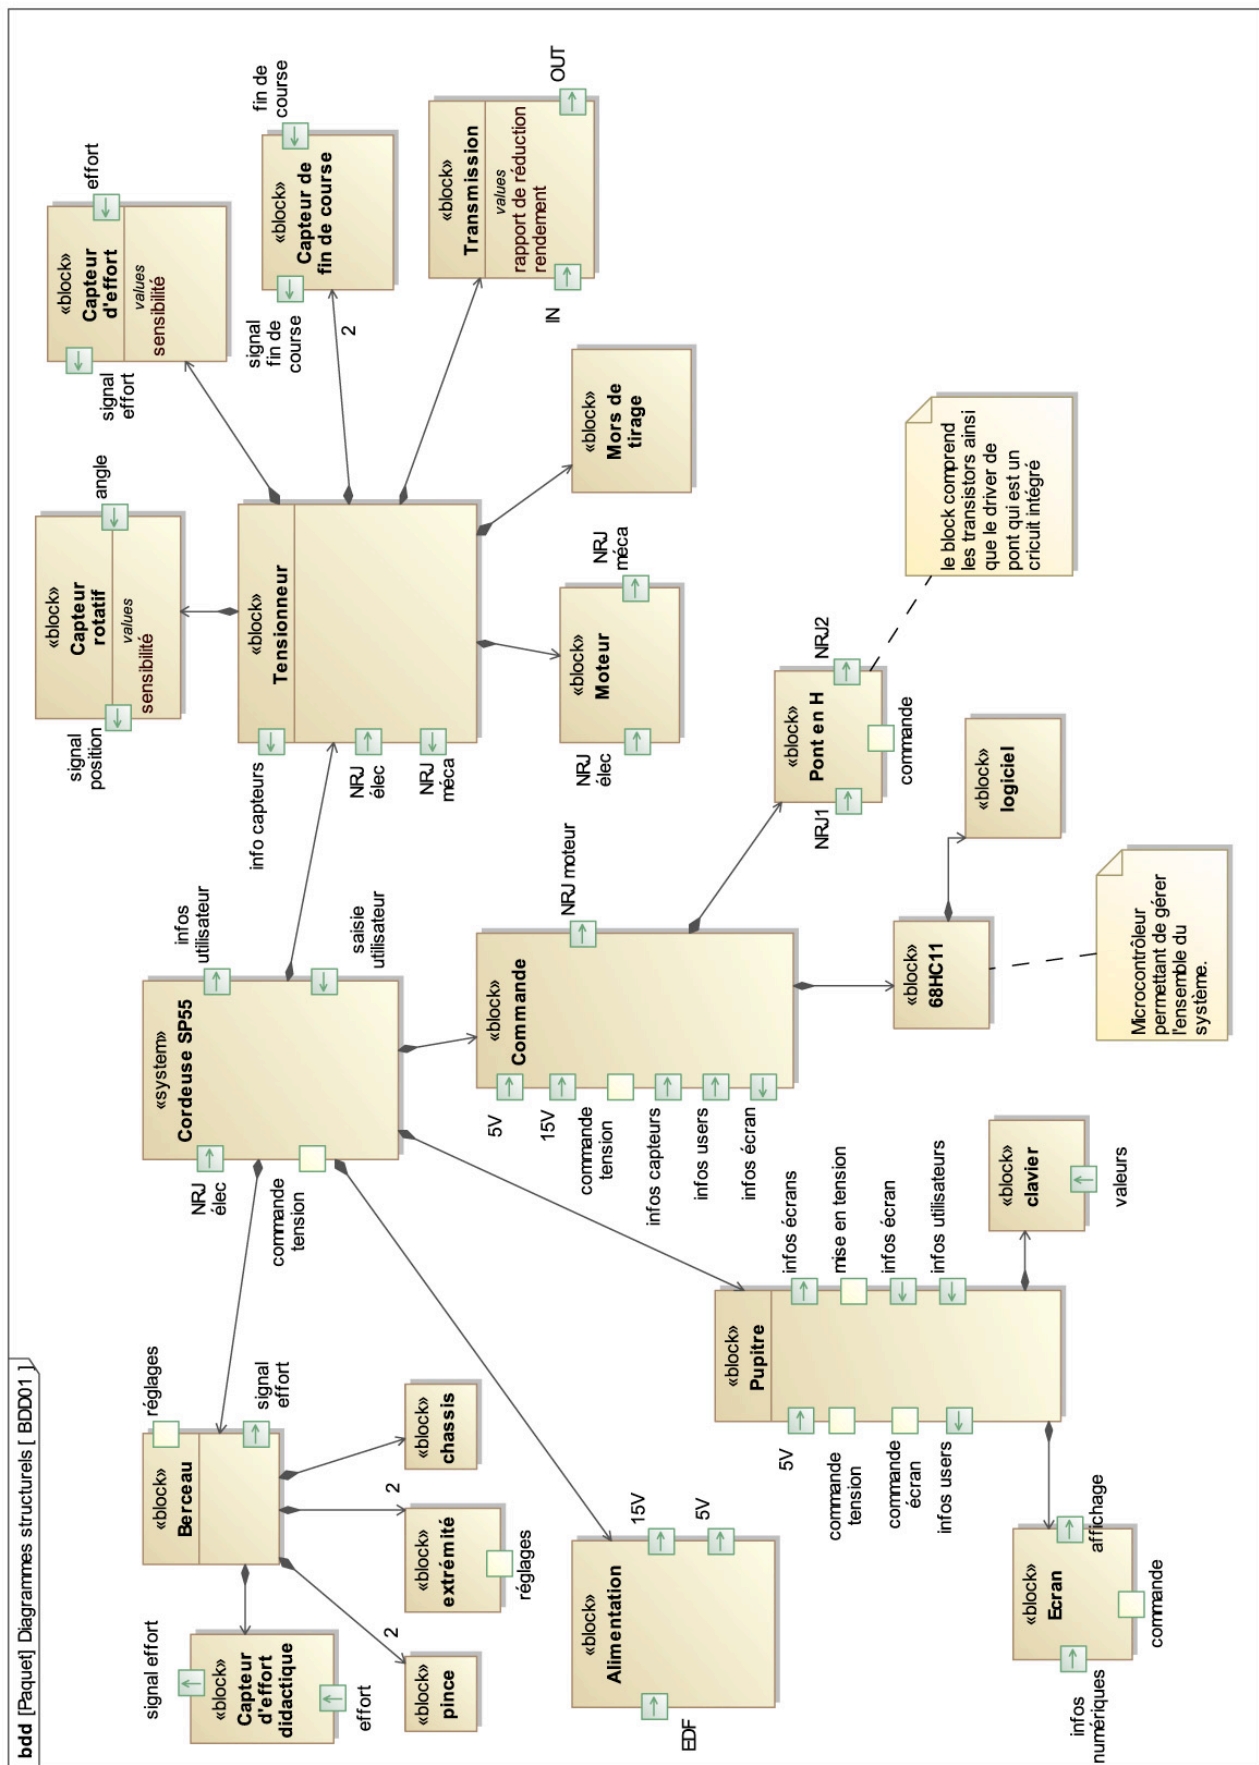 bdd [Paquet] Diagrammes structurels [ BDD01 ]
«system»
Cordeuse SP55
NRJ
élec
commande
tension
infos
utilisateur
saisie
utilisateur
«block»
Berceau
réglages
signal
effort
signal effort
«block»
Capteur
d'effort
didactique
effort
«block»
pince
2
«block»
extrémité
réglages
2
«block»
chassis
«block»
Alimentation
EDF
15V
5V
«block»
Pupitre
5V
commande
tension
commande
écran
infos users
infos écrans
mise en tension
infos écran
infos utilisateurs
«block»
Ecran
infos
numériques
affichage
commande
«block»
clavier
valeurs
«block»
Commande
5V
15V
commande
tension
infos capteurs
infos users
infos écran
NRJ moteur
«block»
68HC11
Microcontrôleur
permettant de gérer
l'ensemble du
système.
«block»
logiciel
«block»
Pont en H
NRJ1
NRJ2
commande
le block comprend
les transistors ainsi
que le driver de
pont qui est un
cricuit intégré
«block»
Tensionneur
info capteurs
NRJ
élec
NRJ
méca
«block»
Capteur
rotatif
values
sensibilité
signal
position
angle
«block»
Capteur
d'effort
values
sensibilité
signal
effort
effort
«block»
Capteur de
fin de course
signal
fin de
course
fin de
course
2
«block»
Transmission
values
rapport de réduction
rendement
IN
OUT
«block»
Mors de
tirage
«block»
Moteur
NRJ
élec
NRJ
méca